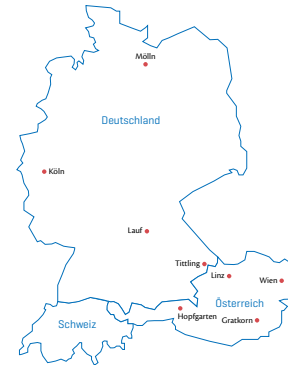 Mölln
Deutschland
Köln
Lauf
Tittling
Linz
Wien
Österreich
Hopfgarten
Gratkorn
Schweiz